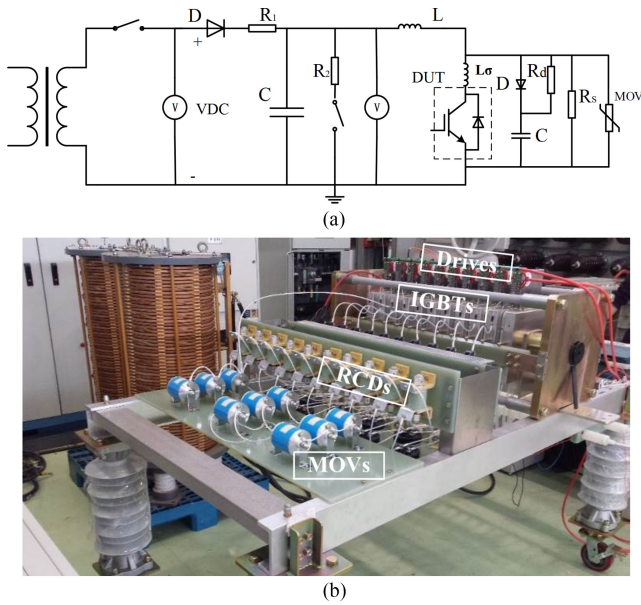 D
R₁
L
+
R₂
C
V
VDC
V
DUT
Lσ
D
Rd
Rs
MOV
C
-
(a)
Drives
IGBTs
RCDs
MOVs
(b)